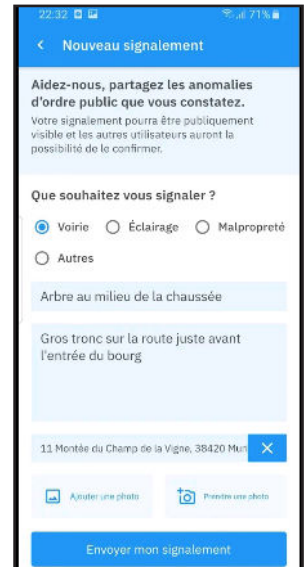 22:32 71%
Nouveau signalement
Aidez-nous, partagez les anomalies
d'ordre public que vous constatez.
Votre signalement pourra être publiquement
visible et les autres utilisateurs auront la
possibilité de le confirmer.
Que souhaitez vous signaler ?
Voirie Éclairage Malpropreté
Autres
Arbre au milieu de la chaussée
Gros tronc sur la route juste avant
l'entrée du bourg
11 Montée du Champ de la Vigne, 38420 Mur
Ajouter une photo Prendre une photo
Envoyer mon signalement